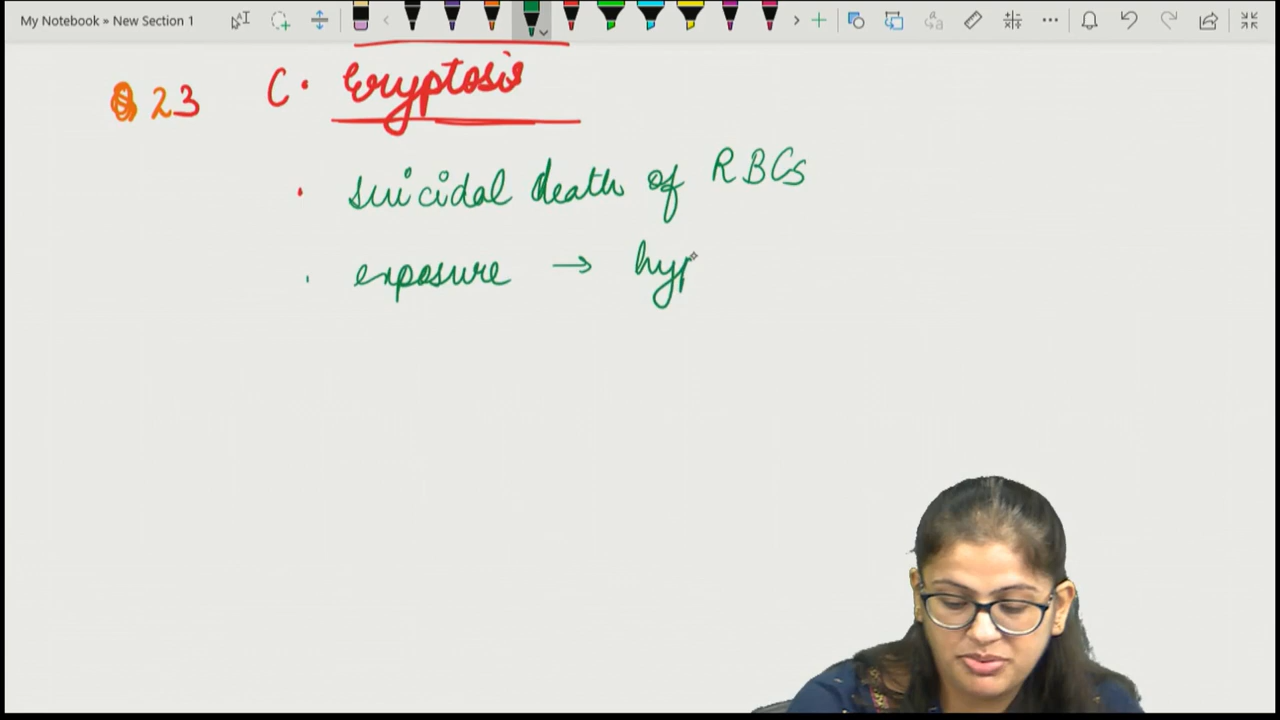 My Notebook » New Section 1
Q 23 C. Eryptosis
. suicidal death of RBCs
. exposure → hyp